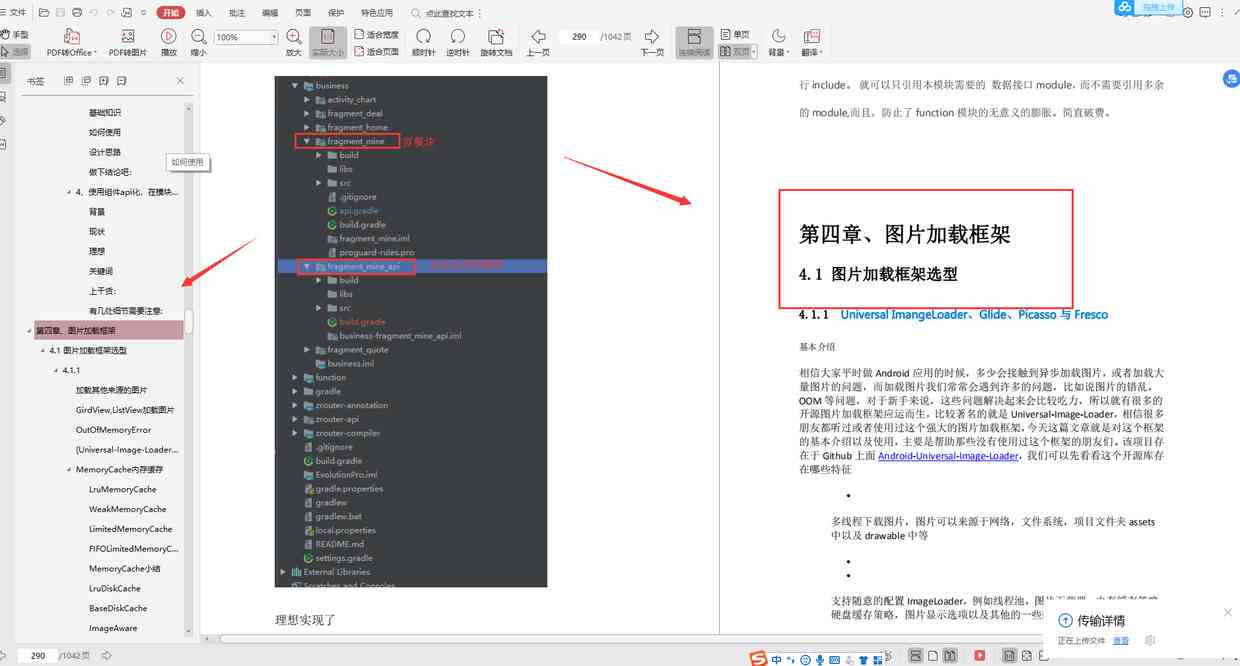 文件 开始 插入 批注 编辑 页面 保护 特色应用 点此查找文本
拖拽上传
手型 选择 PDF转Office PDF转图片 播放 缩小 100% 放大 实际大小 适合宽度 适合页面 顺时针 逆时针 旋转文档 上一页 290 /1042页 下一页 连续阅读 单页 双页 背景 翻译
书签
基础知识
如何使用
设计思路
如何使用
做下结论吧:
4、使用组件api化、在模块...
背景
现状
理想
关键词
上干货:
有几处细节需要注意:
第四章、图片加载框架
4.1 图片加载框架选型
4.1.1
加载其他来源的图片
GirdView,ListView加载图片
OutOfMemoryError
[Universal-Image-Loader...
MemoryCache内存缓存
LruMemoryCache
WeakMemoryCache
LimitedMemoryCache
FIFOLimitedMemoryC...
MemoryCache小结
LruDiskCache
BaseDiskCache
ImageAware
business
activity_chart
fragment_deal
fragment_home
fragment_mine 源模块
build
libs
src
.gitignore
api.gradle
build.gradle
fragment_mine.iml
proguard-rules.pro
fragment_mine_api
build
libs
src
build.gradle
business-fragment_mine_api.iml
fragment_quote
business.iml
function
gradle
zrouter-annotation
zrouter-api
zrouter-compiler
.gitignore
build.gradle
EvolutionPro.iml
gradle.properties
gradlew
gradlew.bat
local.properties
README.md
settings.gradle
External Libraries
Scratches and Consoles
理想实现了
行 include。 就可以只引用本模块需要的 数据接口 module，而不需要引用多余
的 module,而且，防止了 function 模块的无意义的膨胀。简直破费。
第四章、图片加载框架
4.1 图片加载框架选型
4.1.1 Universal ImangeLoader、Glide、Picasso 与 Fresco
基本介绍
相信大家平时做 Android 应用的时候，多少会接触到异步加载图片，或者加载大
量图片的问题，而加载图片我们常常会遇到许多的问题，比如说图片的错乱，
OOM 等问题，对于新手来说，这些问题解决起来会比较吃力，所以就有很多的
开源图片加载框架应运而生，比较著名的就是 Universal-Image-Loader，相信很多
朋友都听过或者使用过这个强大的图片加载框架，今天这篇文章就是对这个框架
的基本介绍以及使用，主要是帮助那些没有使用过这个框架的朋友们。该项目存
在于 Github 上面 Android-Universal-Image-Loader，我们可以先看看这个开源库存
在哪些特征
•
多线程下载图片，图片可以来源于网络，文件系统，项目文件夹 assets
中以及 drawable 中等
•
•
支持随意的配置 ImageLoader，例如线程池，图片下载器，内存缓存策略，
硬盘缓存策略，图片显示选项以及其他的一些
传输详情
正在上传文件 查看
290 /1042页
中